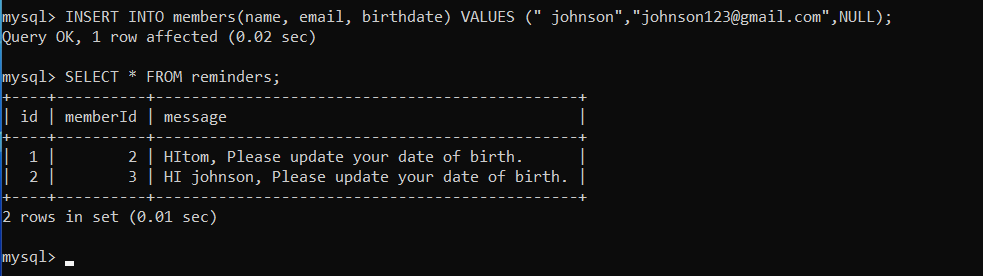 mysql> INSERT INTO members(name, email, birthdate) VALUES (" johnson","johnson123@gmail.com",NULL);
Query OK, 1 row affected (0.02 sec)
mysql> SELECT * FROM reminders;
+----+----------+-----------------------------------------------+
| id | memberId | message                                       |
+----+----------+-----------------------------------------------+
|  1 |        2 | HItom, Please update your date of birth.      |
|  2 |        3 | HI johnson, Please update your date of birth. |
+----+----------+-----------------------------------------------+
2 rows in set (0.01 sec)
mysql>